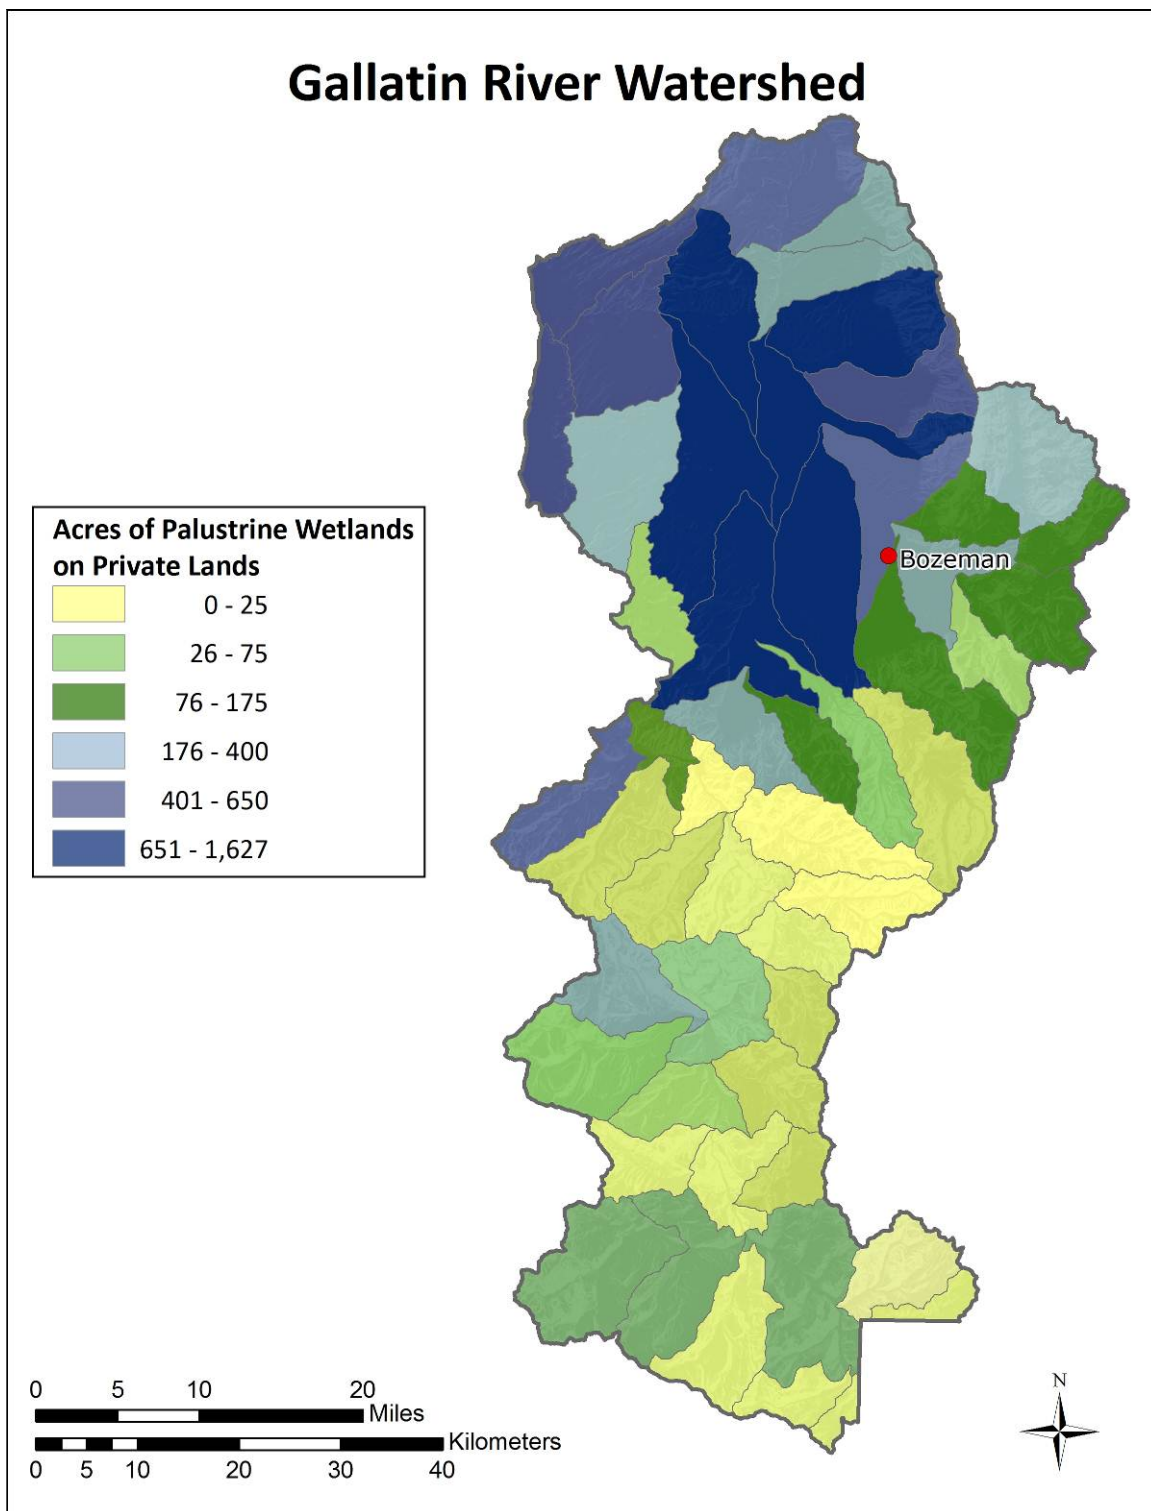 Gallatin River Watershed
Bozeman
Acres of Palustrine Wetlands
on Private Lands
0 - 25
26 - 75
76 - 175
176 - 400
401 - 650
651 - 1,627
0 5 10 20
Miles
Kilometers
0 5 10 20 30 40
N